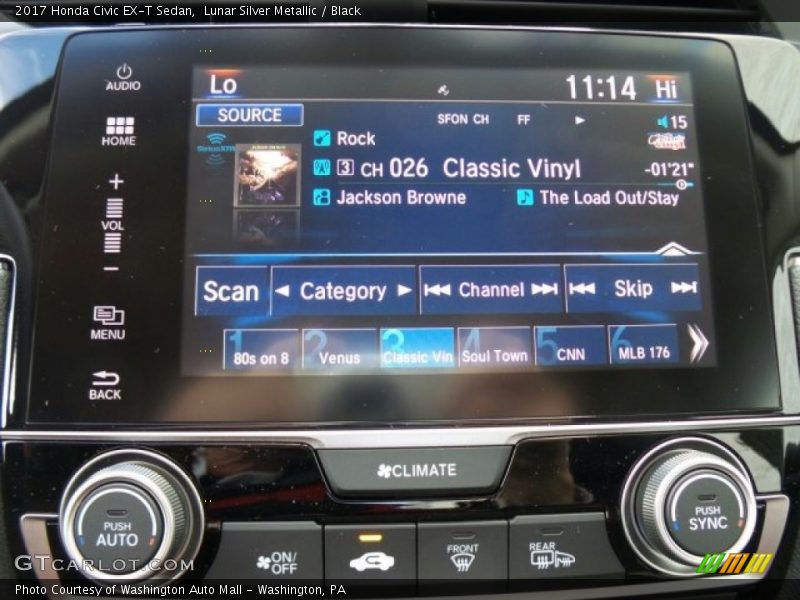 2017 Honda Civic EX-T Sedan, Lunar Silver Metallic / Black
AUDIO
Lo
11:14
Hi
SOURCE
SFON CH FF
15
HOME
Rock
SiriusXM
3 CH 026 Classic Vinyl
-01'21"
VOL
Jackson Browne
The Load Out/Stay
Scan
Category
Channel
Skip
MENU
1 80s on 8
2 Venus
3 Classic Vin
4 Soul Town
5 CNN
6 MLB 176
BACK
CLIMATE
PUSH
AUTO
ON/
OFF
FRONT
REAR
PUSH
SYNC
GTCarLot.com
Photo Courtesy of Washington Auto Mall - Washington, PA